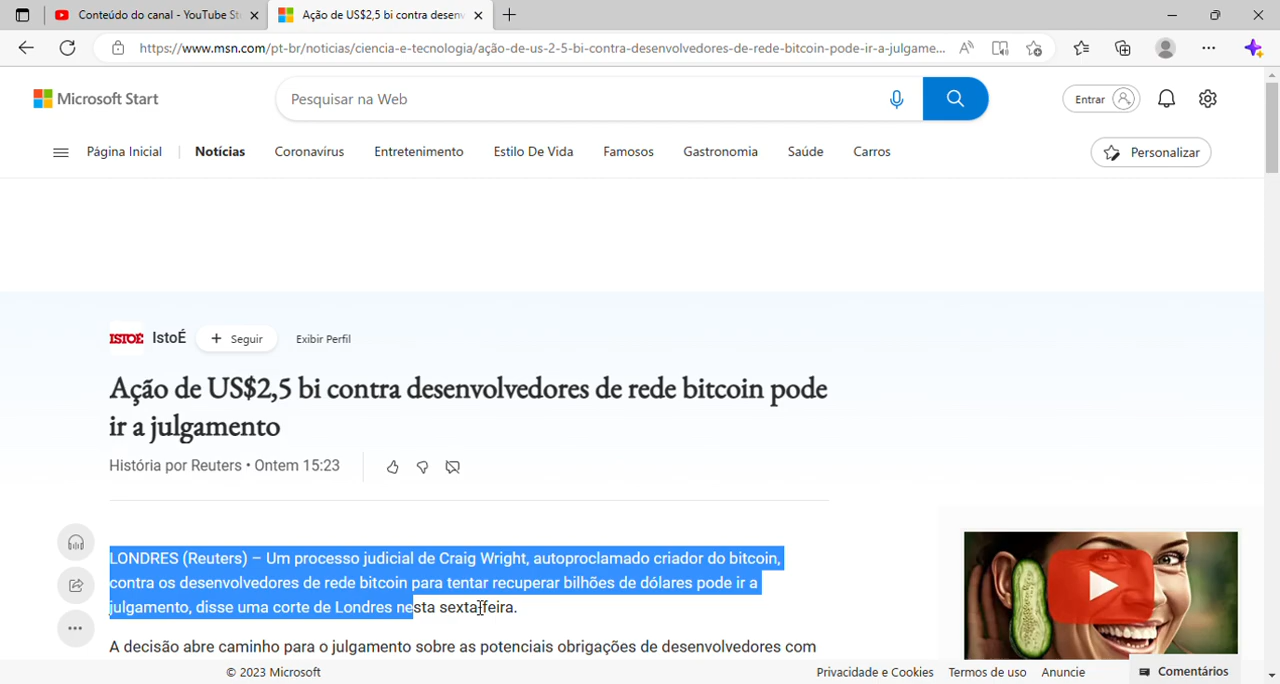 Conteúdo do canal - YouTube St
Ação de US$2,5 bi contra desenv
https://www.msn.com/pt-br/noticias/ciencia-e-tecnologia/ação-de-us-2-5-bi-contra-desenvolvedores-de-rede-bitcoin-pode-ir-a-julgame...
Microsoft Start
Pesquisar na Web
Entrar
Página Inicial
Notícias
Coronavírus
Entretenimento
Estilo De Vida
Famosos
Gastronomia
Saúde
Carros
Personalizar
ISTOÉ IstoÉ
Seguir
Exibir Perfil
Ação de US$2,5 bi contra desenvolvedores de rede bitcoin pode
ir a julgamento
História por Reuters • Ontem 15:23
LONDRES (Reuters) – Um processo judicial de Craig Wright, autoproclamado criador do bitcoin,
contra os desenvolvedores de rede bitcoin para tentar recuperar bilhões de dólares pode ir a
julgamento, disse uma corte de Londres nesta sexta-feira.
A decisão abre caminho para o julgamento sobre as potenciais obrigações de desenvolvedores com
© 2023 Microsoft
Privacidade e Cookies
Termos de uso
Anuncie
Comentários